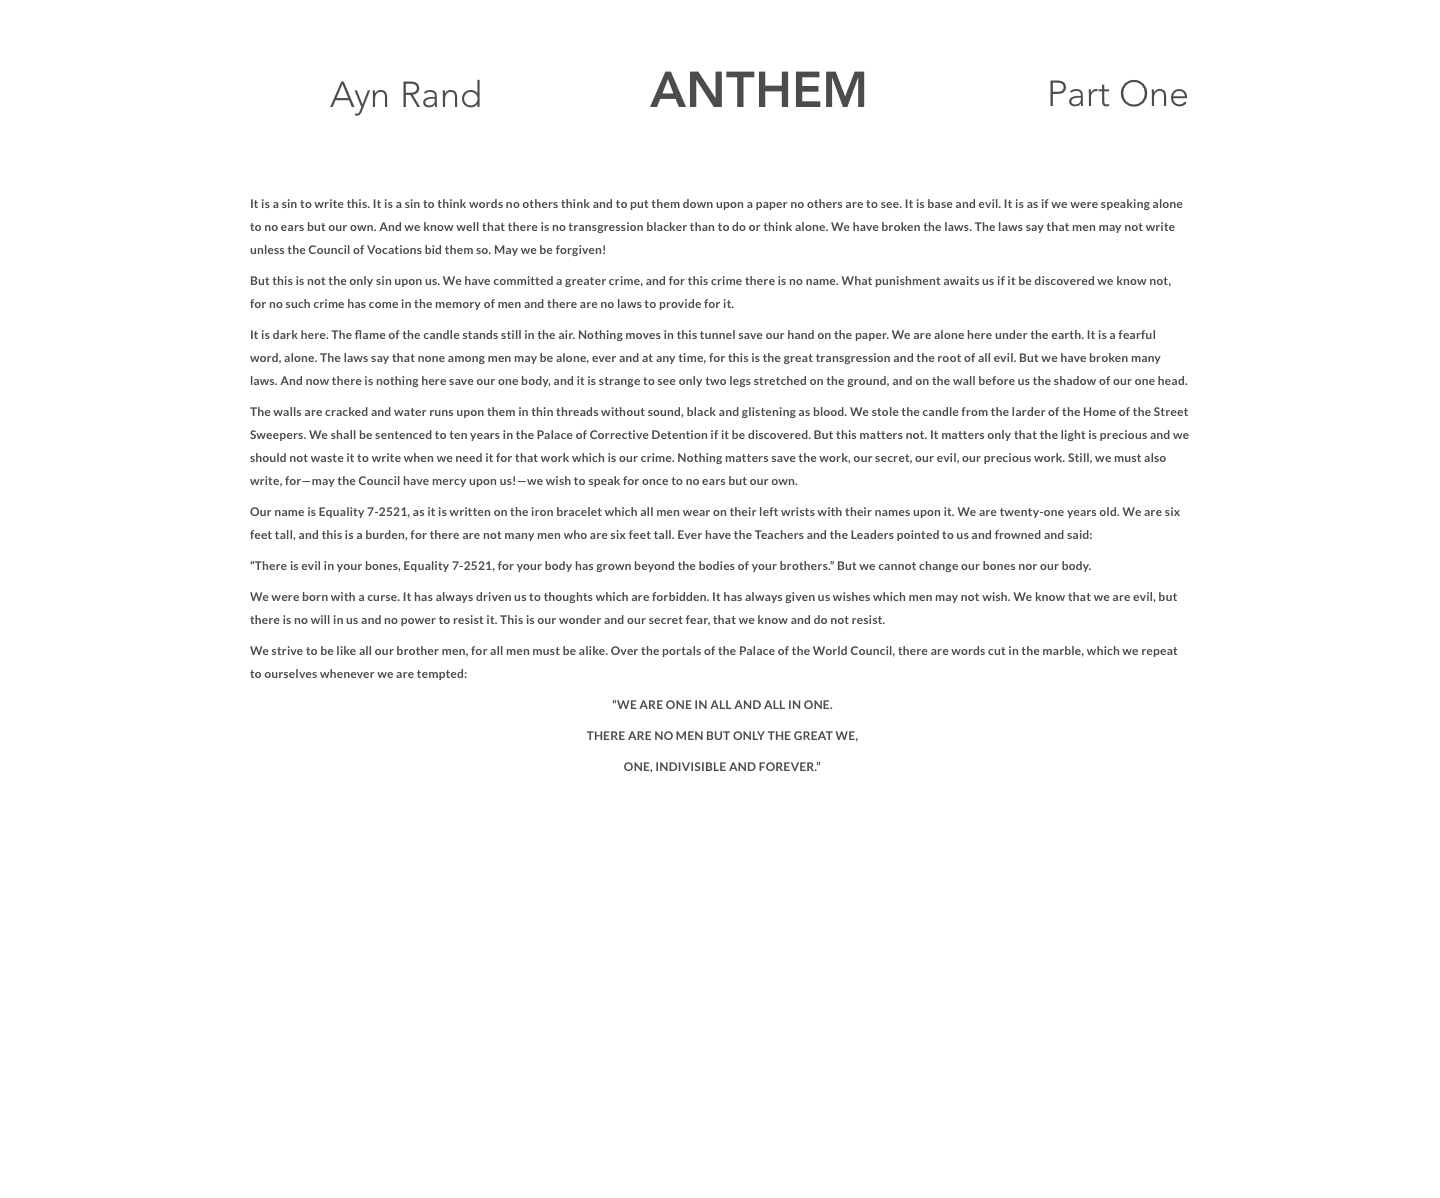 Ayn Rand ANTHEM Part One
It is a sin to write this. It is a sin to think words no others think and to put them down upon a paper no others are to see. It is base and evil. It is as if we were speaking alone
to no ears but our own. And we know well that there is no transgression blacker than to do or think alone. We have broken the laws. The laws say that men may not write
unless the Council of Vocations bid them so. May we be forgiven!
But this is not the only sin upon us. We have committed a greater crime, and for this crime there is no name. What punishment awaits us if it be discovered we know not,
for no such crime has come in the memory of men and there are no laws to provide for it.
It is dark here. The flame of the candle stands still in the air. Nothing moves in this tunnel save our hand on the paper. We are alone here under the earth. It is a fearful
word, alone. The laws say that none among men may be alone, ever and at any time, for this is the great transgression and the root of all evil. But we have broken many
laws. And now there is nothing here save our one body, and it is strange to see only two legs stretched on the ground, and on the wall before us the shadow of our one head.
The walls are cracked and water runs upon them in thin threads without sound, black and glistening as blood. We stole the candle from the larder of the Home of the Street
Sweepers. We shall be sentenced to ten years in the Palace of Corrective Detention if it be discovered. But this matters not. It matters only that the light is precious and we
should not waste it to write when we need it for that work which is our crime. Nothing matters save the work, our secret, our evil, our precious work. Still, we must also
write, for—may the Council have mercy upon us!—we wish to speak for once to no ears but our own.
Our name is Equality 7-2521, as it is written on the iron bracelet which all men wear on their left wrists with their names upon it. We are twenty-one years old. We are six
feet tall, and this is a burden, for there are not many men who are six feet tall. Ever have the Teachers and the Leaders pointed to us and frowned and said:
“There is evil in your bones, Equality 7-2521, for your body has grown beyond the bodies of your brothers.” But we cannot change our bones nor our body.
We were born with a curse. It has always driven us to thoughts which are forbidden. It has always given us wishes which men may not wish. We know that we are evil, but
there is no will in us and no power to resist it. This is our wonder and our secret fear, that we know and do not resist.
We strive to be like all our brother men, for all men must be alike. Over the portals of the Palace of the World Council, there are words cut in the marble, which we repeat
to ourselves whenever we are tempted:
“WE ARE ONE IN ALL AND ALL IN ONE.
THERE ARE NO MEN BUT ONLY THE GREAT WE,
ONE, INDIVISIBLE AND FOREVER.”